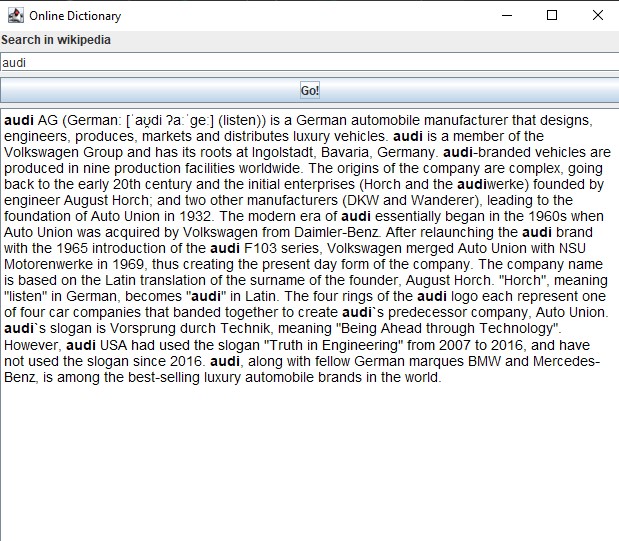 Online Dictionary
Search in wikipedia
audi
Go!
audi AG (German: [ˈaʊ̯di ʔaːˈɡeː] (listen)) is a German automobile manufacturer that designs,
engineers, produces, markets and distributes luxury vehicles. audi is a member of the
Volkswagen Group and has its roots at Ingolstadt, Bavaria, Germany. audi-branded vehicles are
produced in nine production facilities worldwide. The origins of the company are complex, going
back to the early 20th century and the initial enterprises (Horch and the audiwerke) founded by
engineer August Horch; and two other manufacturers (DKW and Wanderer), leading to the
foundation of Auto Union in 1932. The modern era of audi essentially began in the 1960s when
Auto Union was acquired by Volkswagen from Daimler-Benz. After relaunching the audi brand
with the 1965 introduction of the audi F103 series, Volkswagen merged Auto Union with NSU
Motorenwerke in 1969, thus creating the present day form of the company. The company name
is based on the Latin translation of the surname of the founder, August Horch. "Horch", meaning
"listen" in German, becomes "audi" in Latin. The four rings of the audi logo each represent one
of four car companies that banded together to create audi`s predecessor company, Auto Union.
audi`s slogan is Vorsprung durch Technik, meaning "Being Ahead through Technology".
However, audi USA had used the slogan "Truth in Engineering" from 2007 to 2016, and have
not used the slogan since 2016. audi, along with fellow German marques BMW and Mercedes-
Benz, is among the best-selling luxury automobile brands in the world.